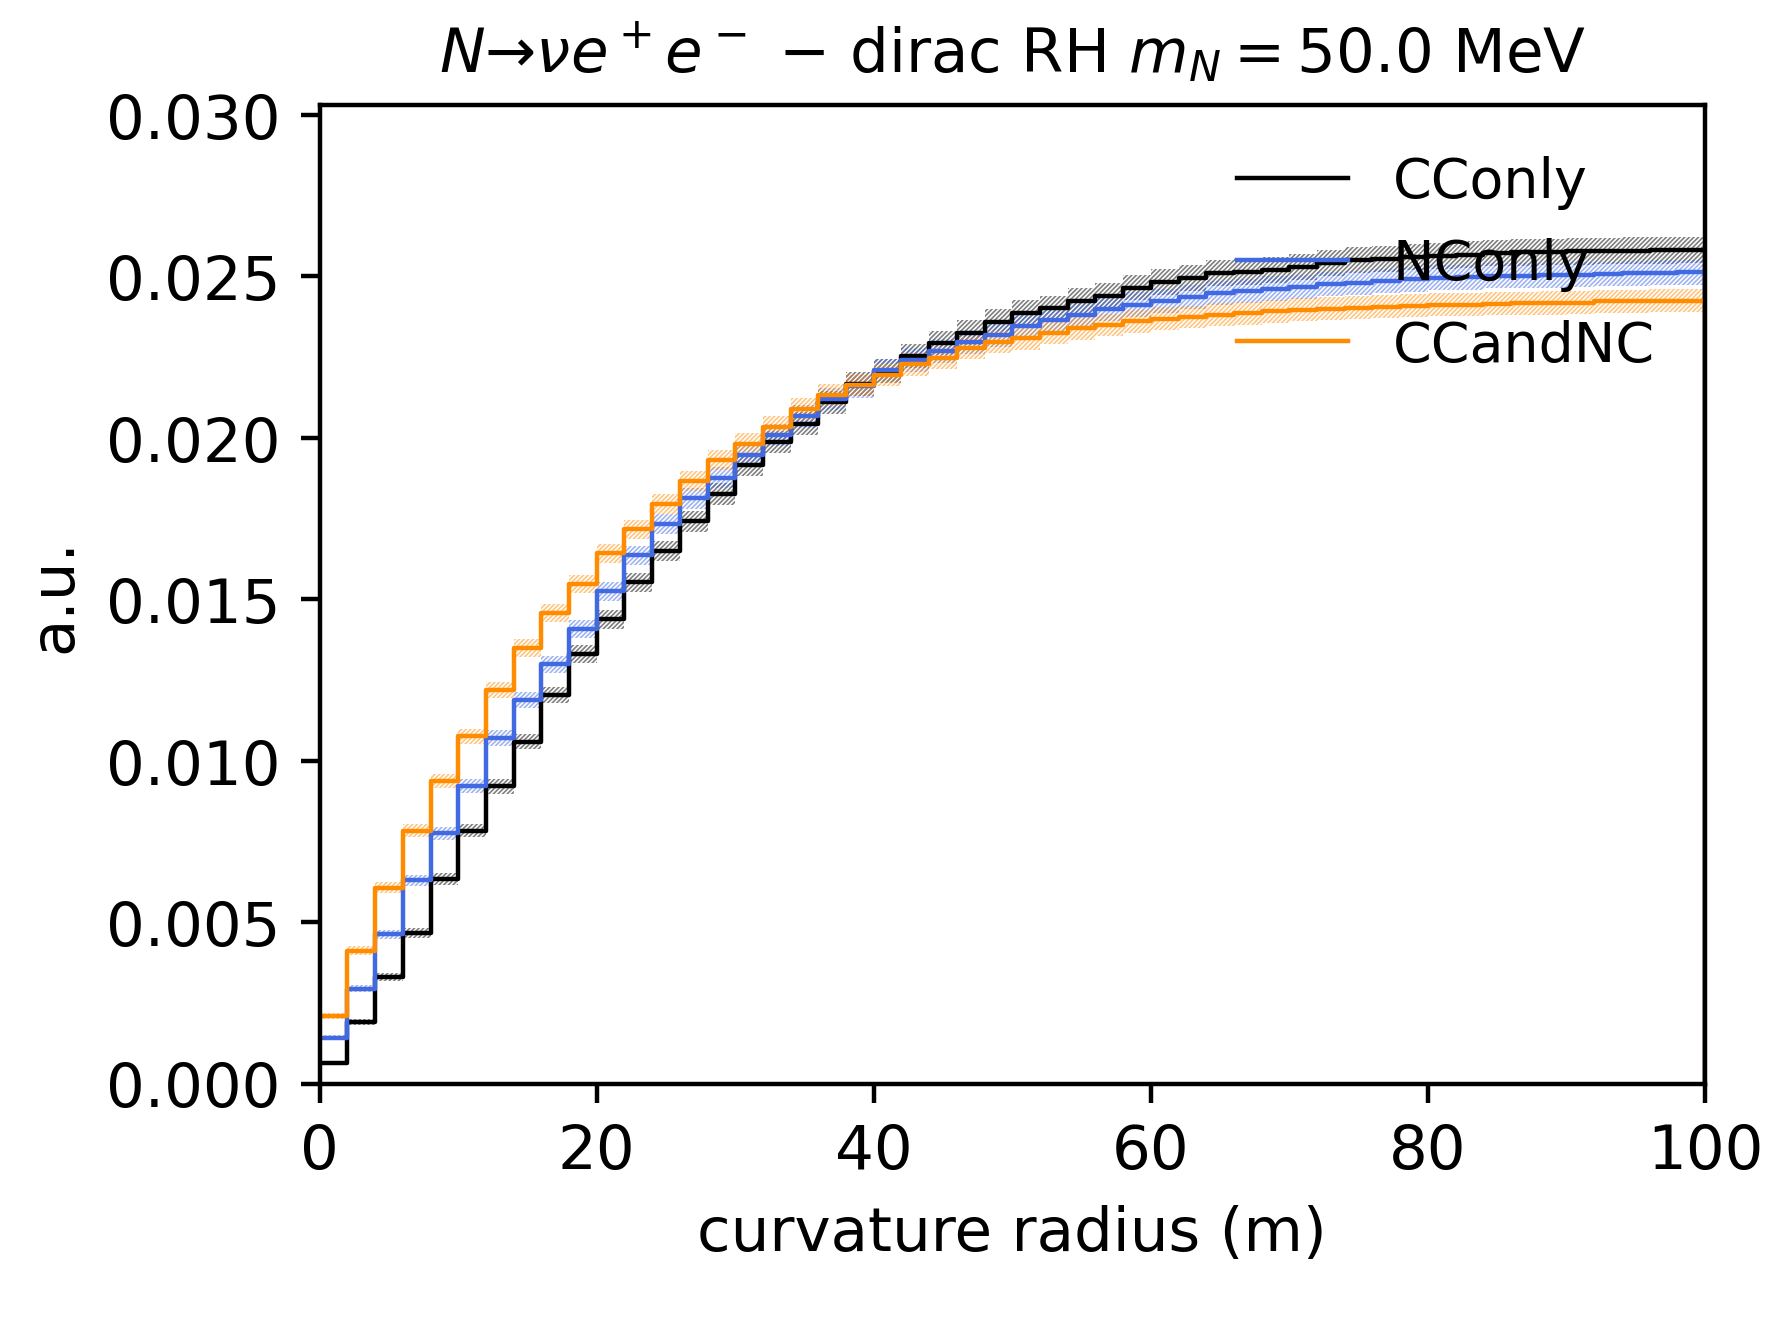 N→νe⁺e⁻ − dirac RH m_N = 50.0 MeV
0.030
0.025
0.020
0.015
0.010
0.005
0.000
a.u.
CConly
NConly
CCandNC
0 20 40 60 80 100
curvature radius (m)